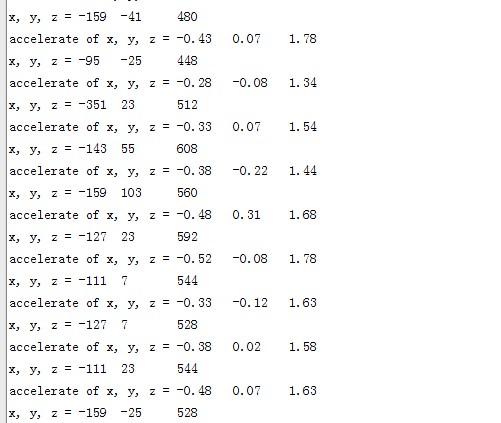 x, y, z = -159 -41 480
accelerate of x, y, z = -0.43 0.07 1.78
x, y, z = -95 -25 448
accelerate of x, y, z = -0.28 -0.08 1.34
x, y, z = -351 23 512
accelerate of x, y, z = -0.33 0.07 1.54
x, y, z = -143 55 608
accelerate of x, y, z = -0.38 -0.22 1.44
x, y, z = -159 103 560
accelerate of x, y, z = -0.48 0.31 1.68
x, y, z = -127 23 592
accelerate of x, y, z = -0.52 -0.08 1.78
x, y, z = -111 7 544
accelerate of x, y, z = -0.33 -0.12 1.63
x, y, z = -127 7 528
accelerate of x, y, z = -0.38 0.02 1.58
x, y, z = -111 23 544
accelerate of x, y, z = -0.48 0.07 1.63
x, y, z = -159 -25 528